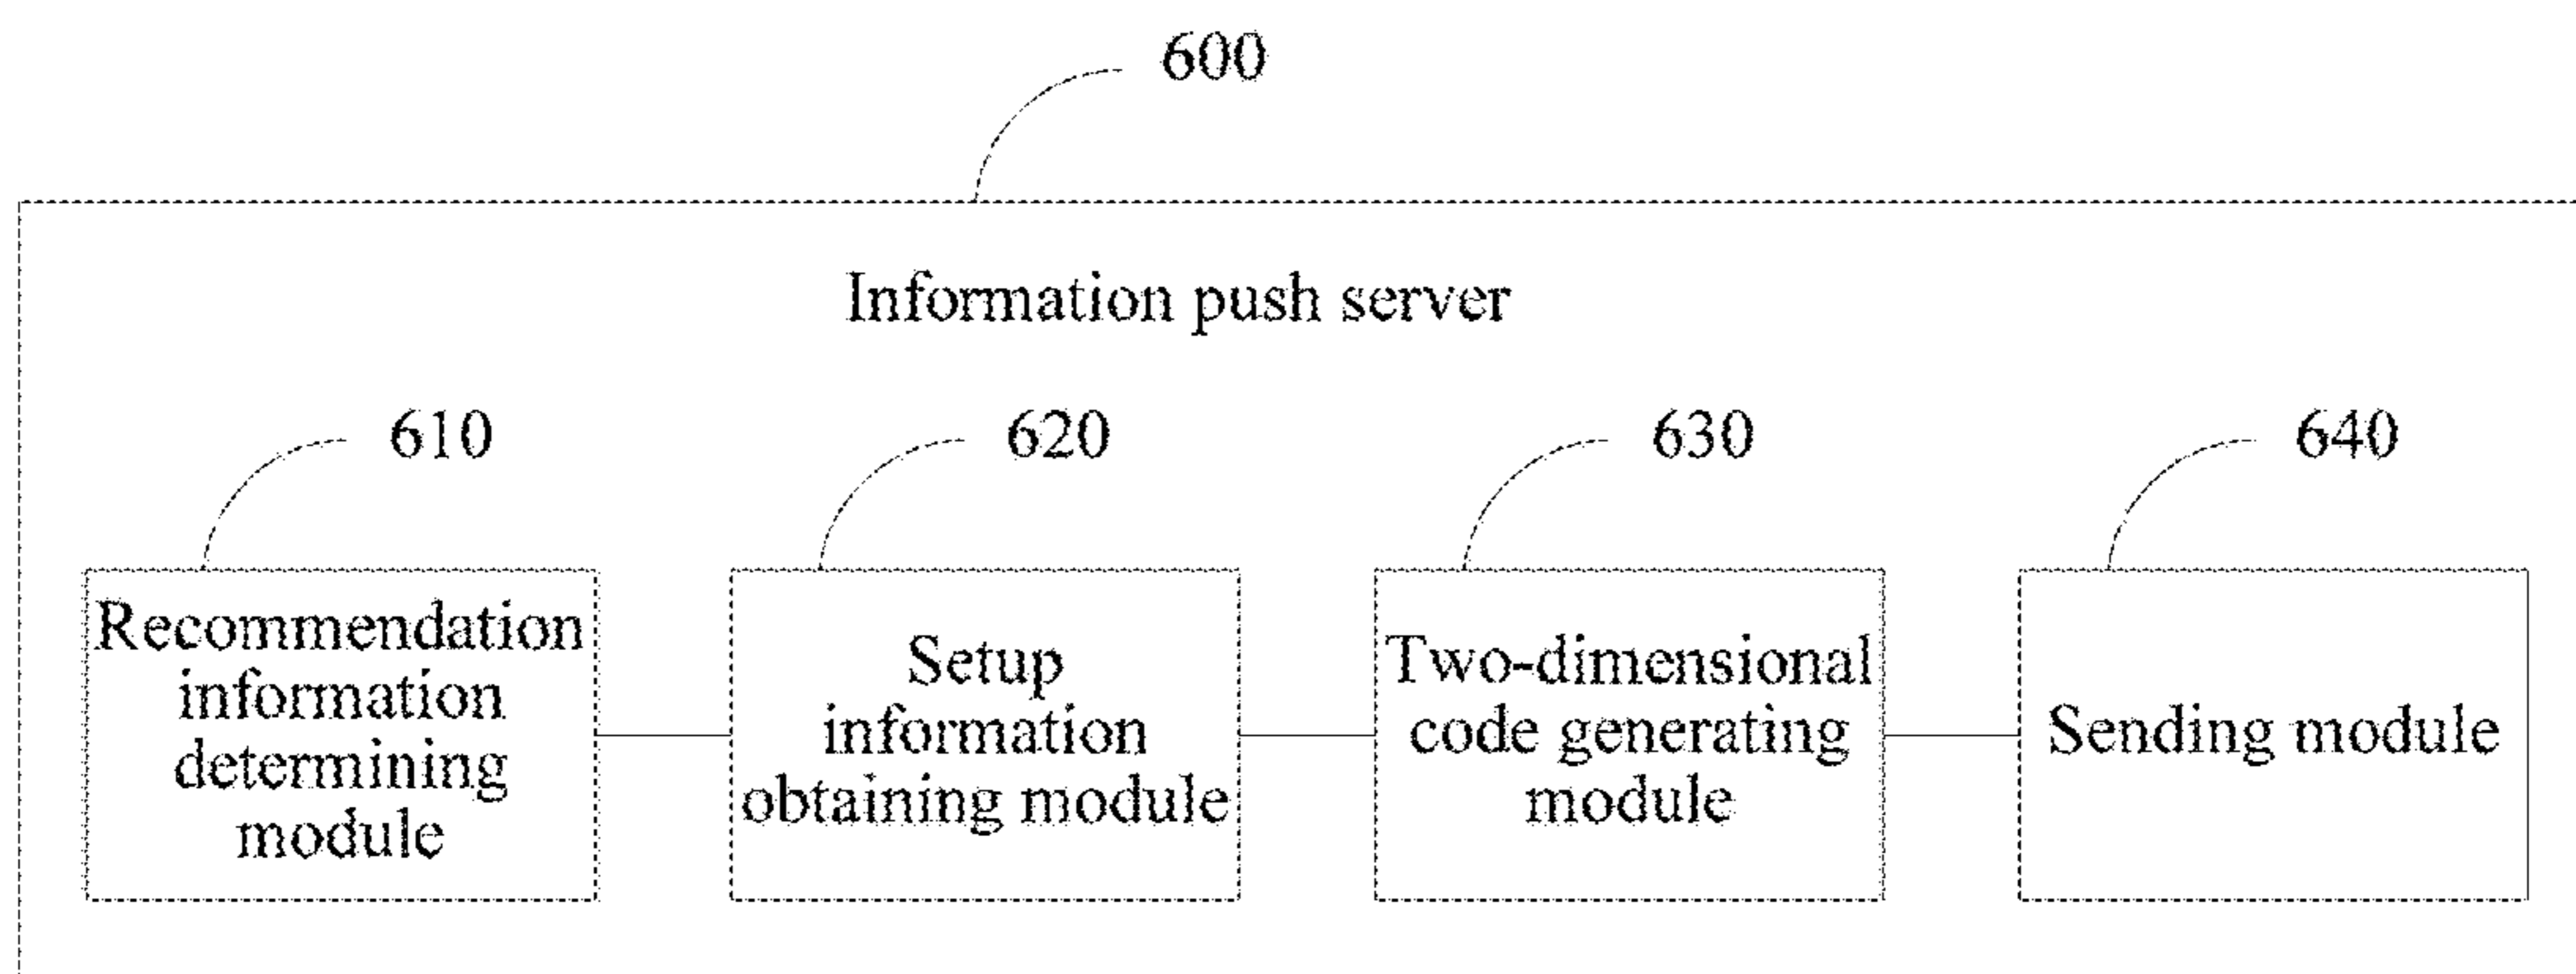 600
Information push server
610
620
630
640
Recommendation
information
determining
module
Setup
information
obtaining module
Two-dimensional
code generating
module
Sending module